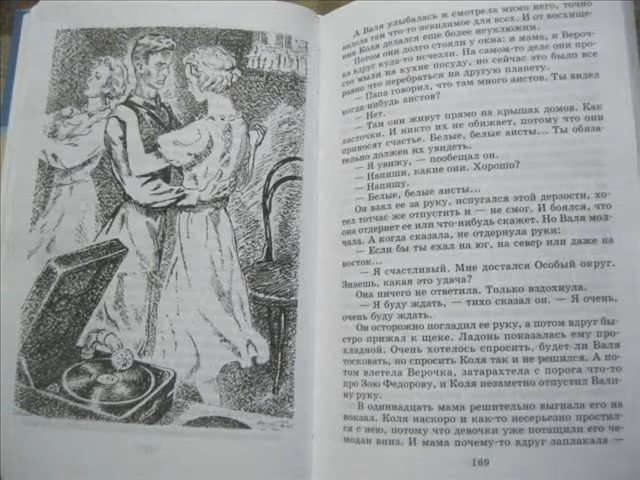 А Валя улыбалась и смотрела мимо него, точно
видела там что-то невидимое для всех. И от восхище-
ния Коля делался еще более неуклюжим.
Потом они долго стояли у окна: и мама, и Вероч-
ка вдруг куда-то исчезли. На самом-то деле они про-
сто мыли на кухне посуду, но сейчас это было все
равно что перебраться на другую планету.
— Папа говорил, что там много аистов. Ты видел
когда-нибудь аистов?
— Нет.
— Там они живут прямо на крышах домов. Как
ласточки. И никто их не обижает, потому что они
приносят счастье. Белые, белые аисты... Ты обяза-
тельно должен их увидеть.
— Я увижу, — пообещал он.
— Напиши, какие они. Хорошо?
— Напишу.
— Белые, белые аисты...
Он взял ее за руку, испугался этой дерзости, хо-
тел тотчас же отпустить и — не смог. И боялся, что
она отдернет ее или что-нибудь скажет. Но Валя мол-
чала. А когда сказала, не отдернула руки:
— Если бы ты ехал на юг, на север или даже на
восток...
— Я счастливый. Мне достался Особый округ.
Знаешь, какая это удача?
Она ничего не ответила. Только вздохнула.
— Я буду ждать, — тихо сказал он. — Я очень,
очень буду ждать.
Он осторожно погладил ее руку, а потом вдруг бы-
стро прижал к щеке. Ладонь показалась ему про-
хладной. Очень хотелось спросить, будет ли Валя
тосковать, но спросить Коля так и не решился. А по-
том влетела Верочка, затарахтела с порога что-то
про Зою Федорову, и Коля незаметно отпустил Вали-
ну руку.
В одиннадцать мама решительно выгнала его на
вокзал. Коля наскоро и как-то несерьезно простил-
ся с нею, потому что девочки уже потащили его че-
модан вниз. И мама почему-то вдруг заплакала —
169